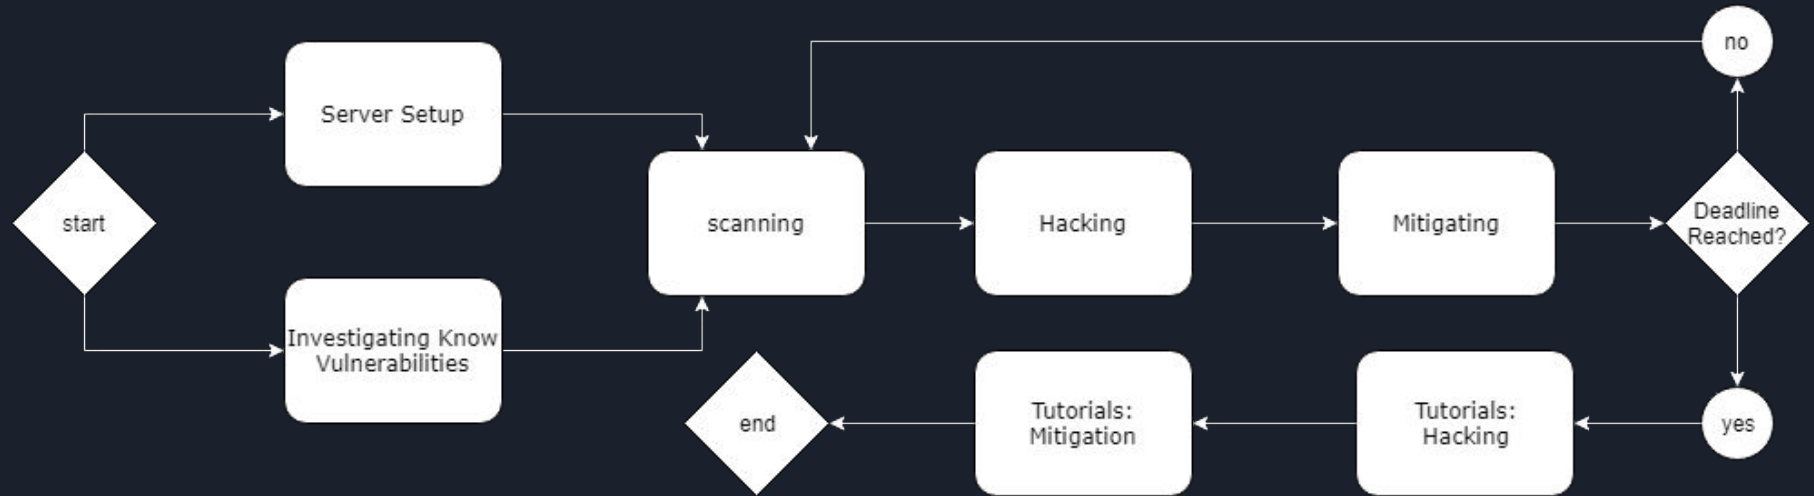 no
Server Setup
start
scanning
Hacking
Mitigating
Deadline
Reached?
Investigating Know
Vulnerabilities
end
Tutorials:
Mitigation
Tutorials:
Hacking
yes